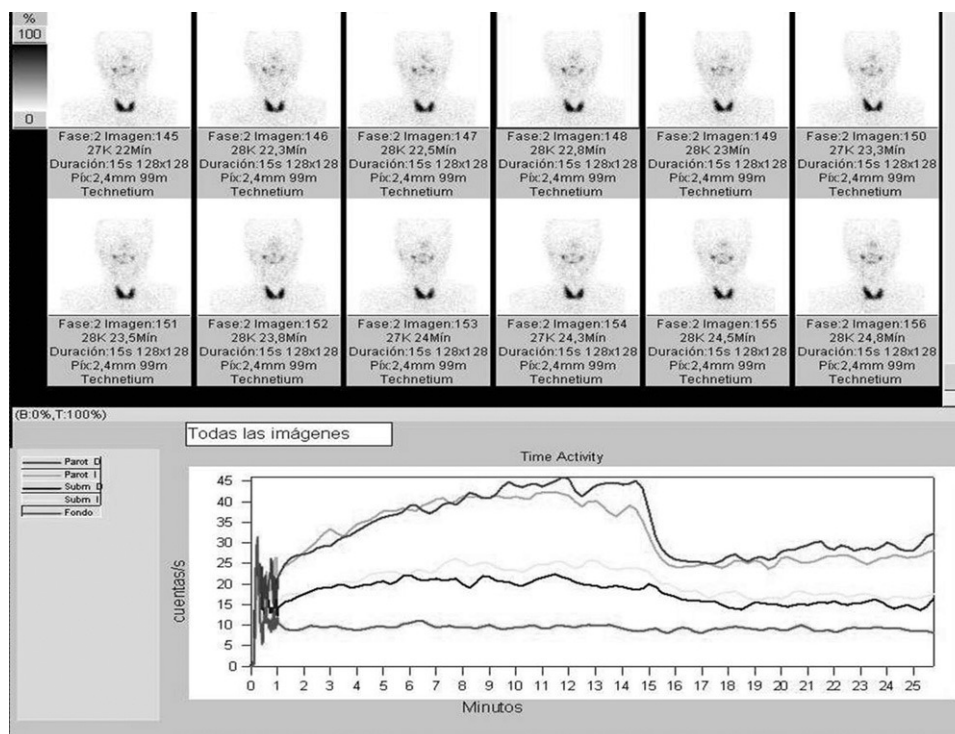 %
100
0
Fase:2 Imagen:145
27K 22Mín
Duración:15s 128x128
Píx:2,4mm 99m
Technetium
Fase:2 Imagen:146
28K 22,3Mín
Duración:15s 128x128
Píx:2,4mm 99m
Technetium
Fase:2 Imagen:147
28K 22,5Mín
Duración:15s 128x128
Píx:2,4mm 99m
Technetium
Fase:2 Imagen:148
28K 22,8Mín
Duración:15s 128x128
Píx:2,4mm 99m
Technetium
Fase:2 Imagen:149
28K 23Mín
Duración:15s 128x128
Píx:2,4mm 99m
Technetium
Fase:2 Imagen:150
27K 23,3Mín
Duración:15s 128x128
Píx:2,4mm 99m
Technetium
Fase:2 Imagen:151
28K 23,5Mín
Duración:15s 128x128
Píx:2,4mm 99m
Technetium
Fase:2 Imagen:152
28K 23,8Mín
Duración:15s 128x128
Píx:2,4mm 99m
Technetium
Fase:2 Imagen:153
27K 24Mín
Duración:15s 128x128
Píx:2,4mm 99m
Technetium
Fase:2 Imagen:154
27K 24,3Mín
Duración:15s 128x128
Píx:2,4mm 99m
Technetium
Fase:2 Imagen:155
28K 24,5Mín
Duración:15s 128x128
Píx:2,4mm 99m
Technetium
Fase:2 Imagen:156
28K 24,8Mín
Duración:15s 128x128
Píx:2,4mm 99m
Technetium
(B:0%,T:100%)
Todas las imágenes
Parot D
Parot I
Subm D
Subm I
Fondo
Time Activity
cuentas/s
45
40
35
30
25
20
15
10
5
0
0 1 2 3 4 5 6 7 8 9 10 11 12 13 14 15 16 17 18 19 20 21 22 23 24 25
Minutos